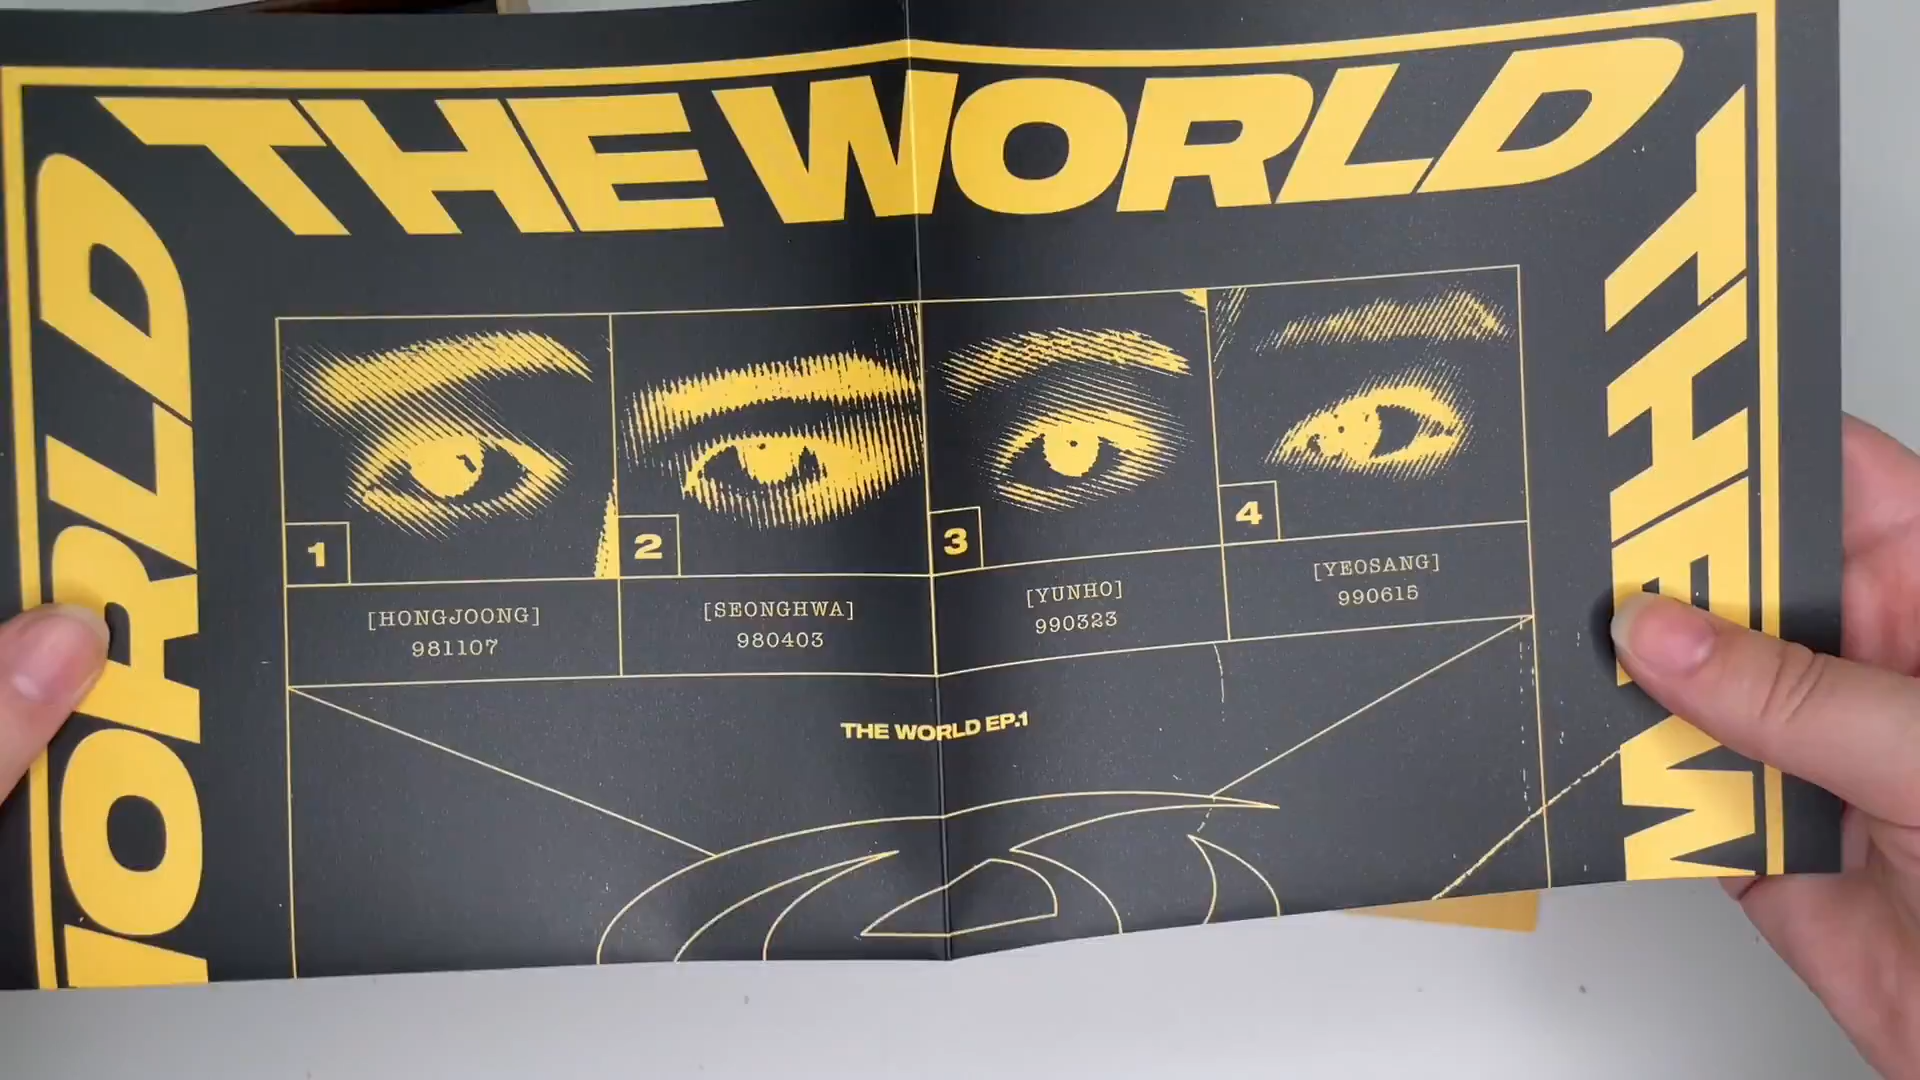 THE WORLD
WORLD
THE W
1
2
3
4
[HONGJOONG]
981107
[SEONGHWA]
980403
[YUNHO]
990323
[YEOSANG]
990615
THE WORLD EP.1